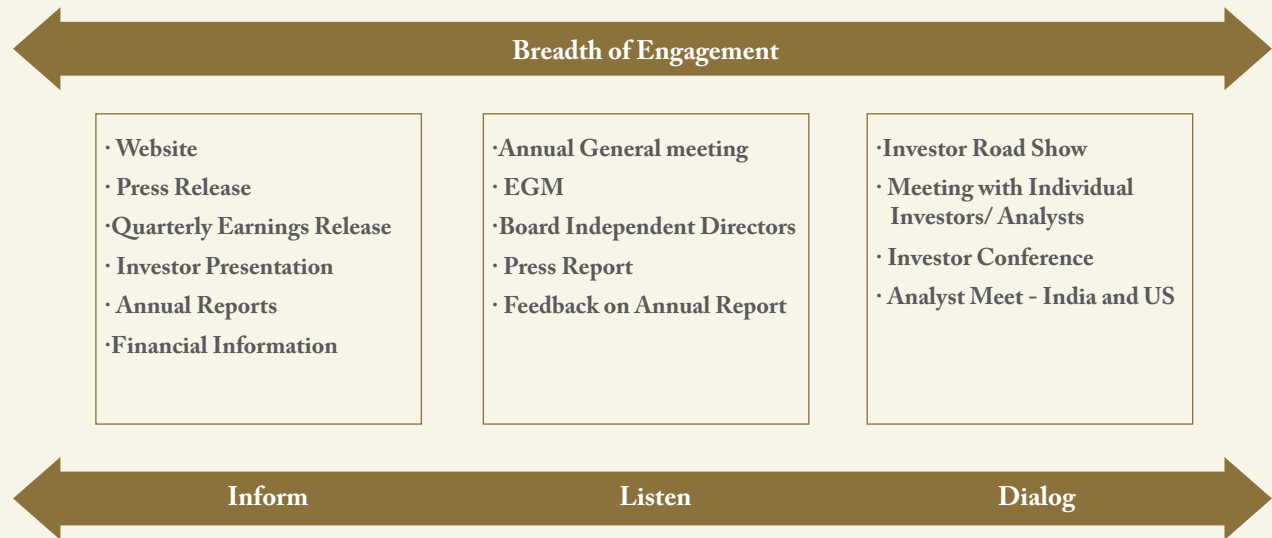 Breadth of Engagement
· Website
· Press Release
·Quarterly Earnings Release
· Investor Presentation
· Annual Reports
·Financial Information
·Annual General meeting
· EGM
·Board Independent Directors
· Press Report
· Feedback on Annual Report
·Investor Road Show
· Meeting with Individual
Investors/ Analysts
· Investor Conference
· Analyst Meet - India and US
Inform
Listen
Dialog